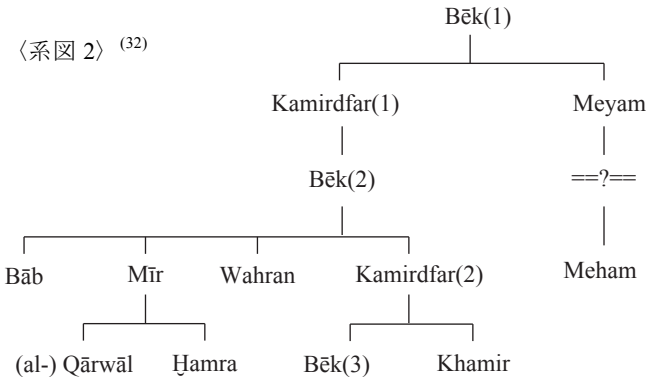 Bēk(1)
〈系図 2〉 (32)
Kamirdfar(1) Meyam
Bēk(2) ==?==
Bāb Mīr Wahran Kamirdfar(2) Meham
(al-) Qārwāl H̱amra Bēk(3) Khamir